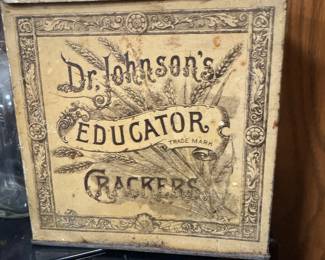 Dr. Johnson's
EDUCATOR
TRADE MARK
CRACKERS